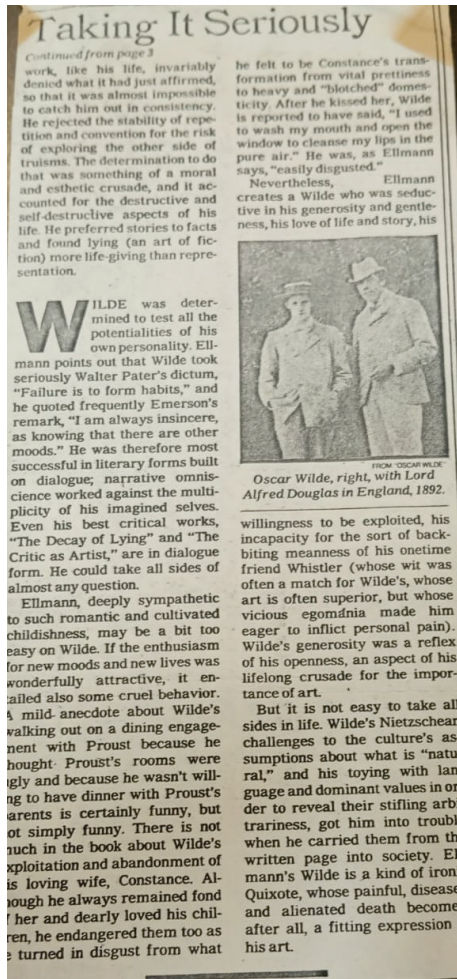 Taking It Seriously
Continued from page 3
work, like his life, invariably
denied what it had just affirmed,
so that it was almost impossible
to catch him out in consistency.
He rejected the stability of repe-
tition and convention for the risk
of exploring the other side of
truisms. The determination to do
that was something of a moral
and esthetic crusade, and it ac-
counted for the destructive and
self-destructive aspects of his
life. He preferred stories to facts
and found lying (an art of fic-
tion) more life-giving than repre-
sentation.
WILDE was deter-
mined to test all the
potentialities of his
own personality. Ell-
mann points out that Wilde took
seriously Walter Pater's dictum,
"Failure is to form habits," and
he quoted frequently Emerson's
remark, "I am always insincere,
as knowing that there are other
moods." He was therefore most
successful in literary forms built
on dialogue; narrative omnis-
cience worked against the multi-
plicity of his imagined selves.
Even his best critical works,
"The Decay of Lying" and "The
Critic as Artist," are in dialogue
form. He could take all sides of
almost any question.
Ellmann, deeply sympathetic
to such romantic and cultivated
childishness, may be a bit too
easy on Wilde. If the enthusiasm
for new moods and new lives was
wonderfully attractive, it en-
tailed also some cruel behavior.
A mild anecdote about Wilde's
walking out on a dining engage-
ment with Proust because he
thought Proust's rooms were
ugly and because he wasn't will-
ng to have dinner with Proust's
arents is certainly funny, but
ot simply funny. There is not
much in the book about Wilde's
xploitation and abandonment of
is loving wife, Constance. Al-
hough he always remained fond
f her and dearly loved his chil-
ren, he endangered them too as
e turned in disgust from what
he felt to be Constance's trans-
formation from vital prettiness
to heavy and "blotched" domes-
ticity. After he kissed her, Wilde
is reported to have said, "I used
to wash my mouth and open the
window to cleanse my lips in the
pure air." He was, as Ellmann
says, "easily disgusted."
Nevertheless, Ellmann
creates a Wilde who was seduc-
tive in his generosity and gentle-
ness, his love of life and story, his
FROM "OSCAR WILDE"
Oscar Wilde, right, with Lord
Alfred Douglas in England, 1892.
willingness to be exploited, his
incapacity for the sort of back-
biting meanness of his onetime
friend Whistler (whose wit was
often a match for Wilde's, whose
art is often superior, but whose
vicious egomania made him
eager to inflict personal pain).
Wilde's generosity was a reflex
of his openness, an aspect of his
lifelong crusade for the impor-
tance of art.
But it is not easy to take all
sides in life. Wilde's Nietzschean
challenges to the culture's as
sumptions about what is "natu
ral," and his toying with lan
guage and dominant values in or
der to reveal their stifling arbi
trariness, got him into troubl
when he carried them from th
written page into society. El
mann's Wilde is a kind of iron
Quixote, whose painful, disease
and alienated death become
after all, a fitting expression
his art.